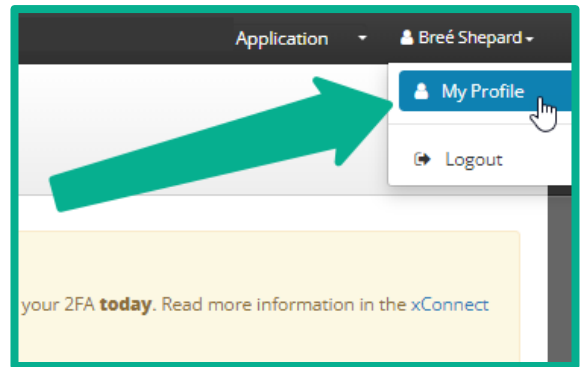 Application
Breé Shepard
My Profile
Logout
your 2FA today. Read more information in the xConnect